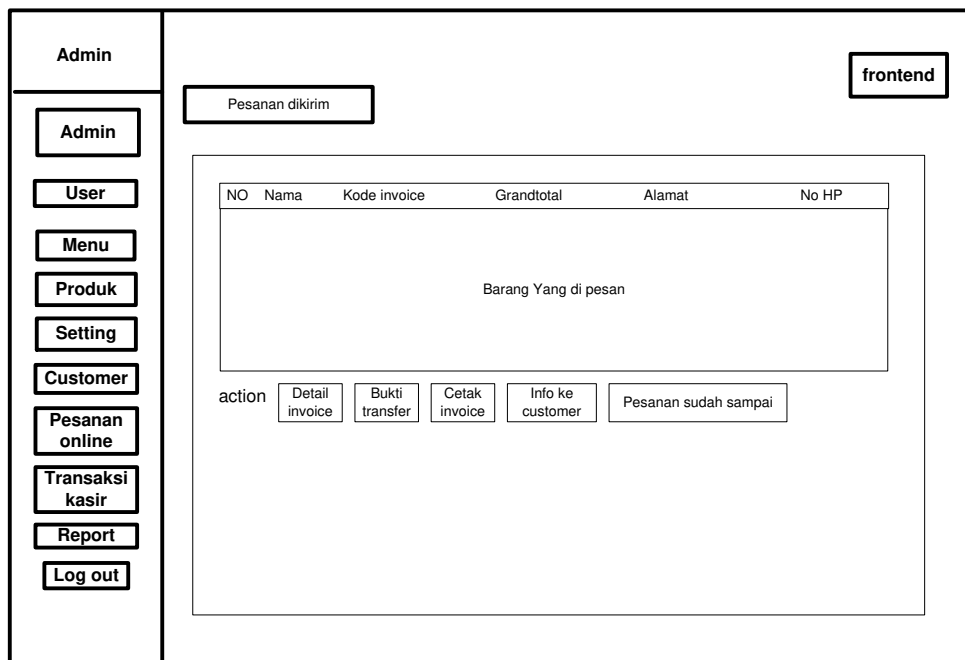 Admin
frontend
Pesanan dikirim
Admin
User
Menu
Produk
Setting
Customer
Pesanan
online
Transaksi
kasir
Report
Log out
NO Nama Kode invoice Grandtotal Alamat No HP
Barang Yang di pesan
action
Detail
invoice
Bukti
transfer
Cetak
invoice
Info ke
customer
Pesanan sudah sampai